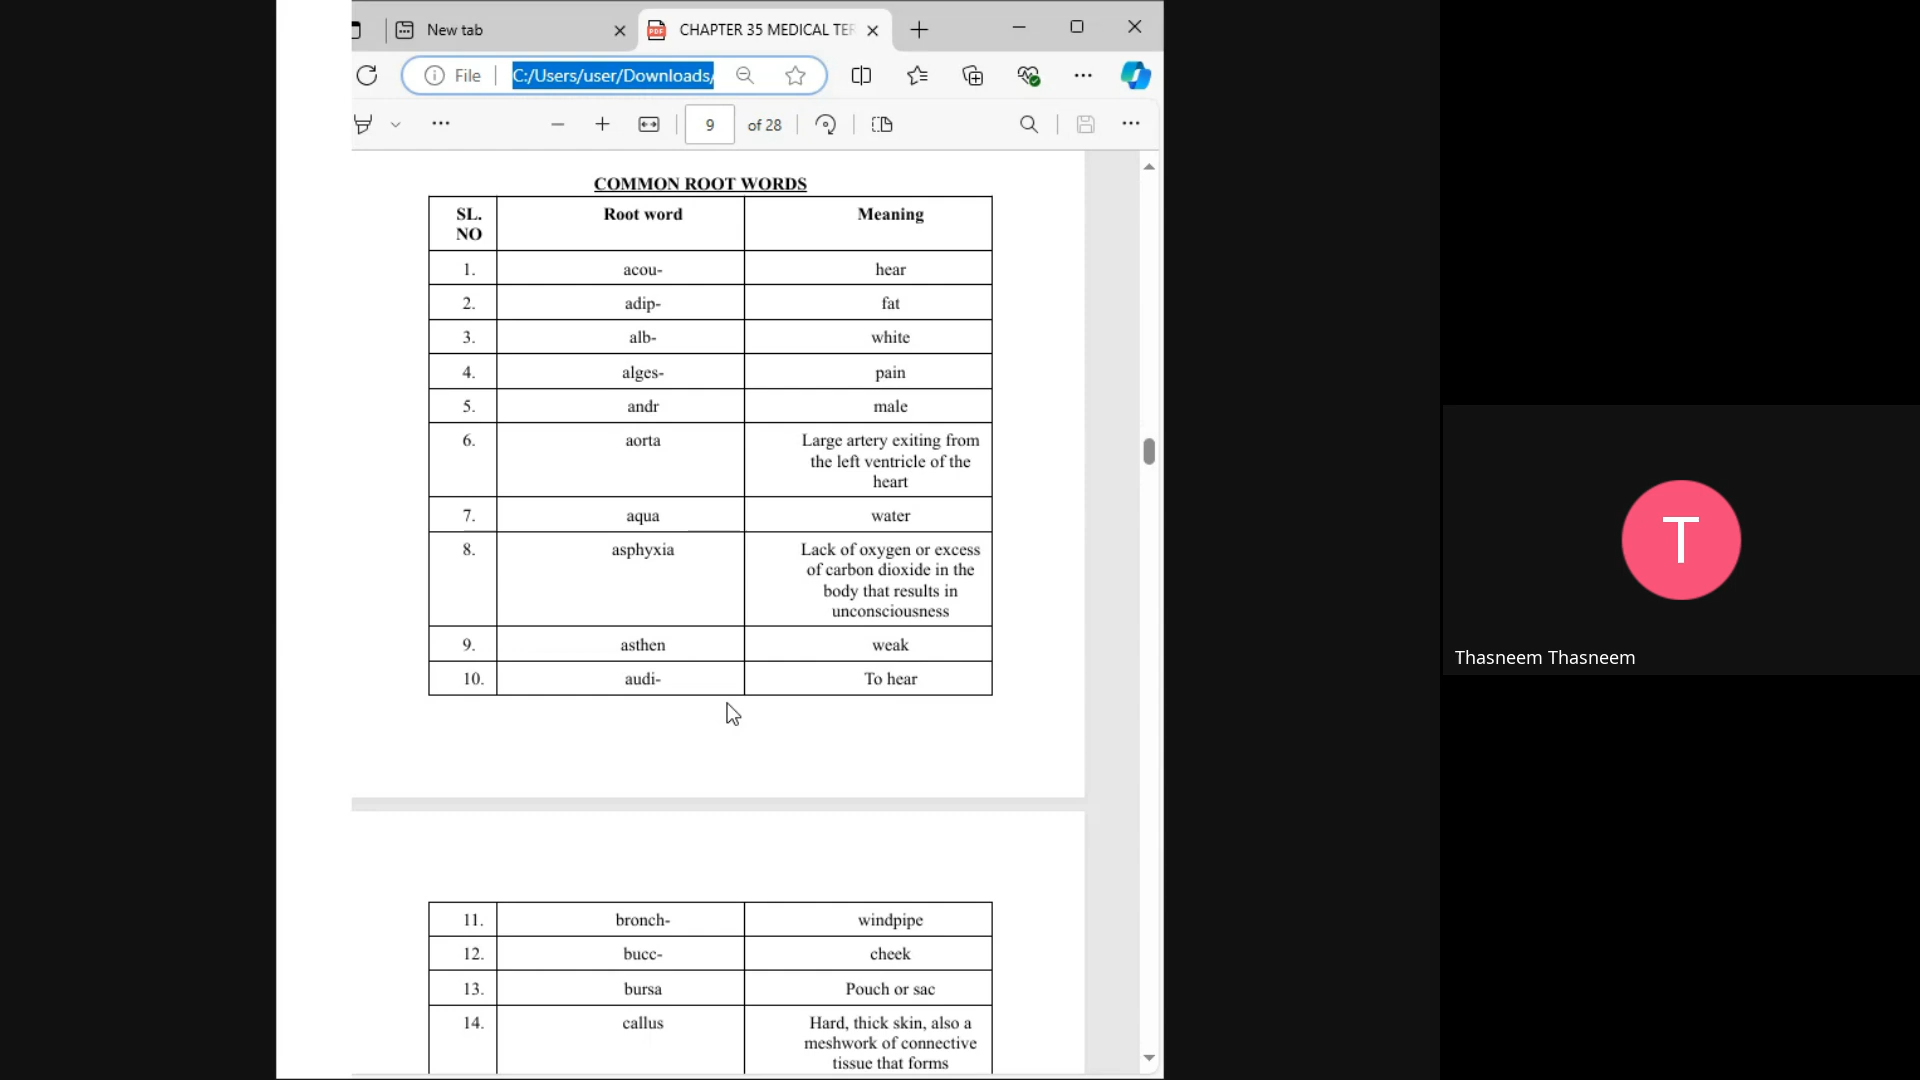 New tab
CHAPTER 35 MEDICAL TER
File
C:/Users/user/Downloads/
9 of 28
COMMON ROOT WORDS
SL. NO Root word Meaning
1. acou- hear
2. adip- fat
3. alb- white
4. alges- pain
5. andr male
6. aorta Large artery exiting from
the left ventricle of the
heart
7. aqua water
8. asphyxia Lack of oxygen or excess
of carbon dioxide in the
body that results in
unconsciousness
9. asthen weak
10. audi- To hear
11. bronch- windpipe
12. bucc- cheek
13. bursa Pouch or sac
14. callus Hard, thick skin, also a
meshwork of connective
tissue that forms
T
Thasneem Thasneem